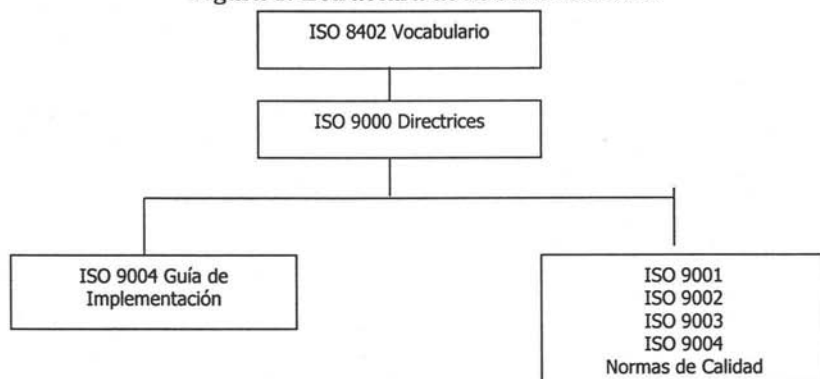 ISO 8402 Vocabulario
ISO 9000 Directrices
ISO 9004 Guía de
Implementación
ISO 9001
ISO 9002
ISO 9003
ISO 9004
Normas de Calidad